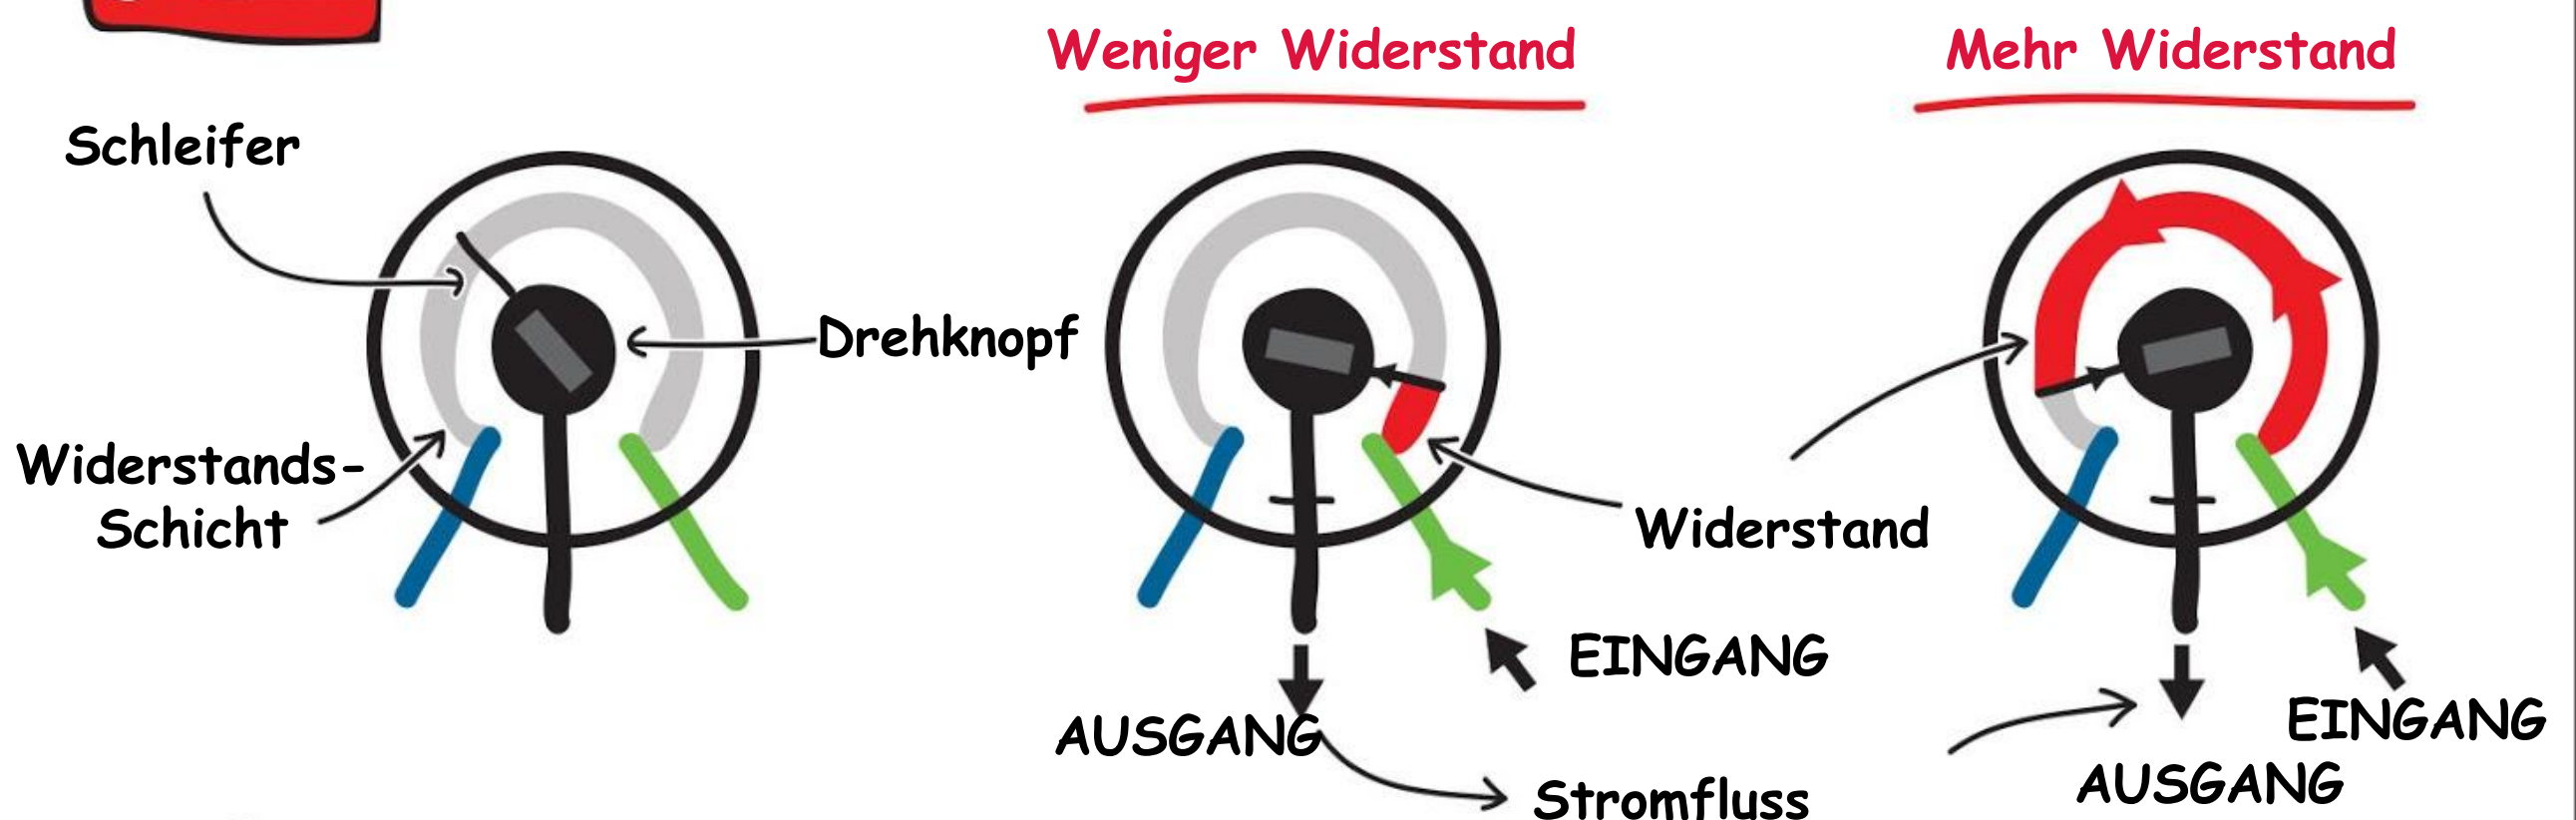 Weniger Widerstand
Mehr Widerstand
Schleifer
Drehknopf
Widerstands-
Schicht
Widerstand
EINGANG
AUSGANG
EINGANG
AUSGANG
Stromfluss